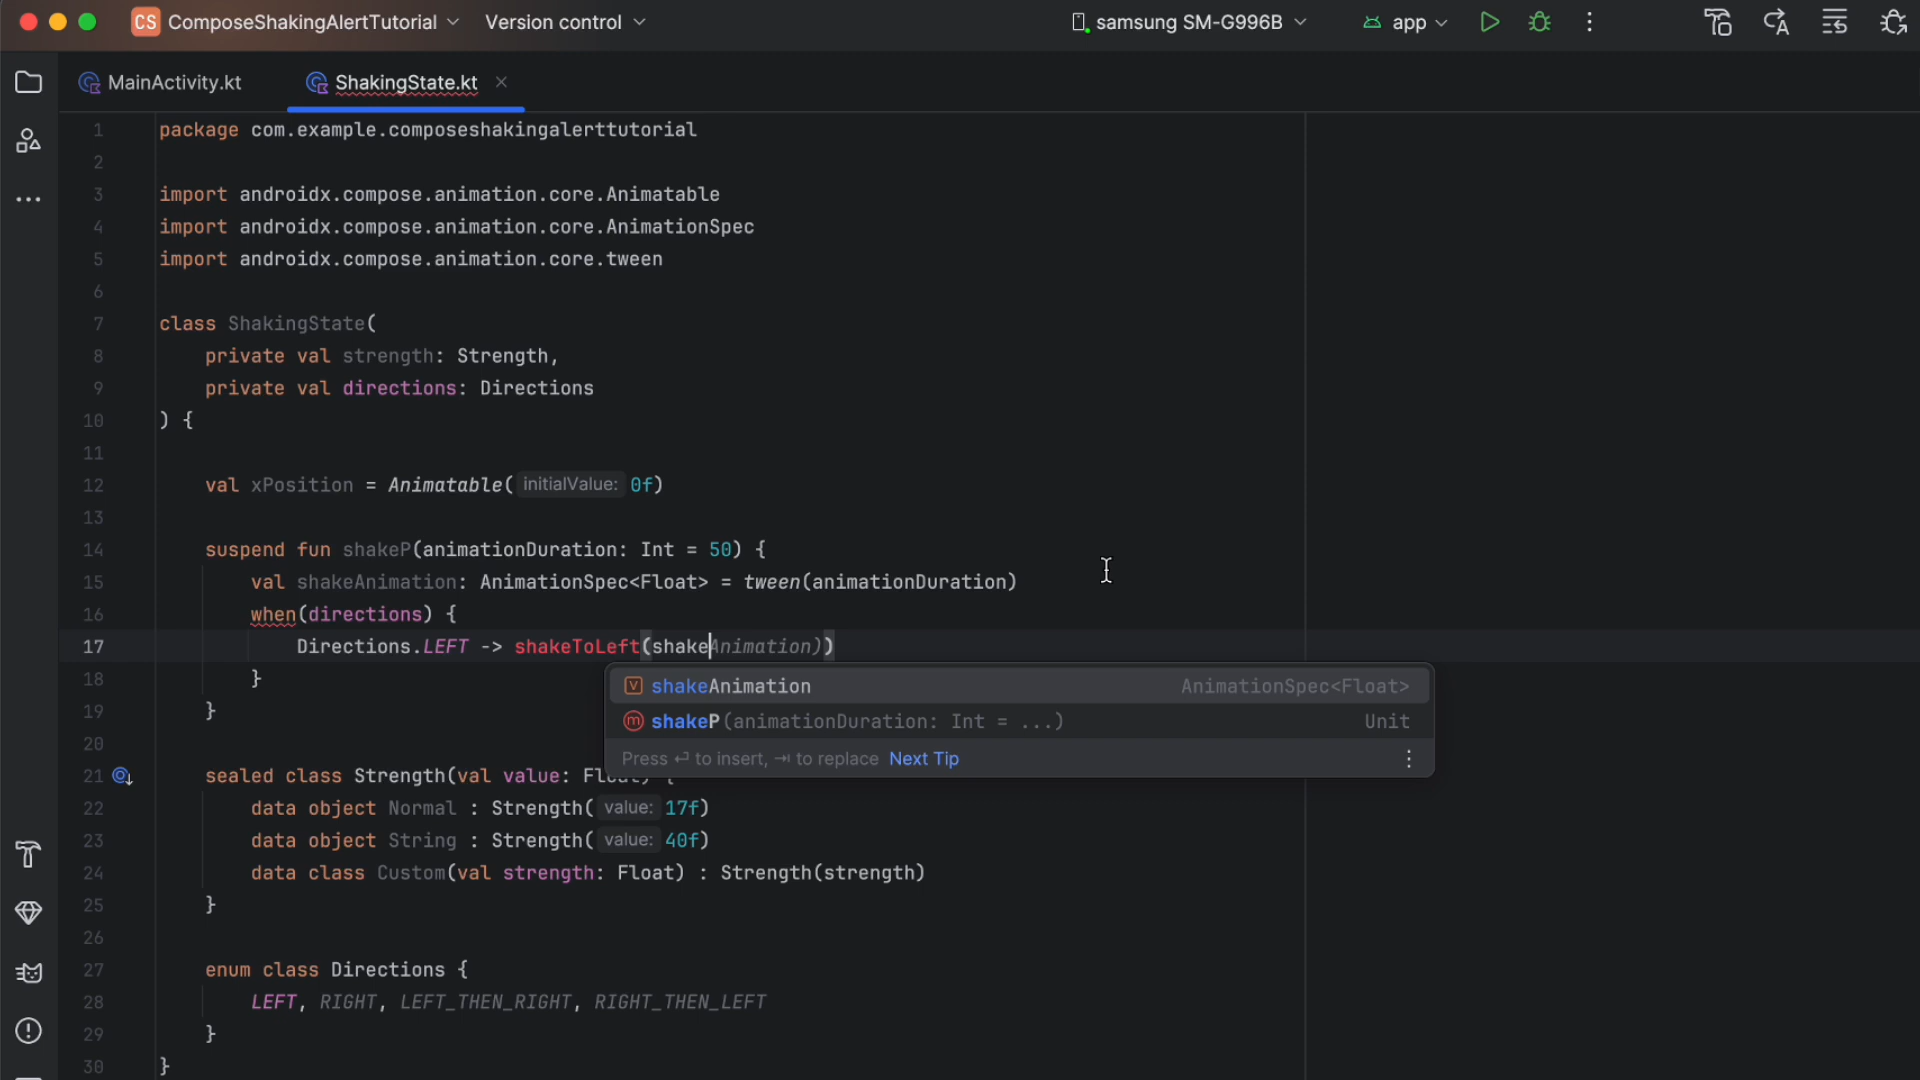 CS ComposeShakingAlertTutorial Version control samsung SM-G996B app
MainActivity.kt ShakingState.kt
1 package com.example.composeshakingalerttutorial
2
3 import androidx.compose.animation.core.Animatable
4 import androidx.compose.animation.core.AnimationSpec
5 import androidx.compose.animation.core.tween
6
7 class ShakingState(
8 private val strength: Strength,
9 private val directions: Directions
10 ) {
11
12 val xPosition = Animatable( initialValue: 0f)
13
14 suspend fun shakeP(animationDuration: Int = 50) {
15 val shakeAnimation: AnimationSpec<Float> = tween(animationDuration)
16 when(directions) {
17 Directions.LEFT -> shakeToLeft(shakeAnimation))
18 }
shakeAnimation AnimationSpec<Float>
19 }
shakeP(animationDuration: Int = ...) Unit
20
Press ⏎ to insert, ⇥ to replace Next Tip
21 sealed class Strength(val value: Float) {
22 data object Normal : Strength( value: 17f)
23 data object String : Strength( value: 40f)
24 data class Custom(val strength: Float) : Strength(strength)
25 }
26
27 enum class Directions {
28 LEFT, RIGHT, LEFT_THEN_RIGHT, RIGHT_THEN_LEFT
29 }
30 }